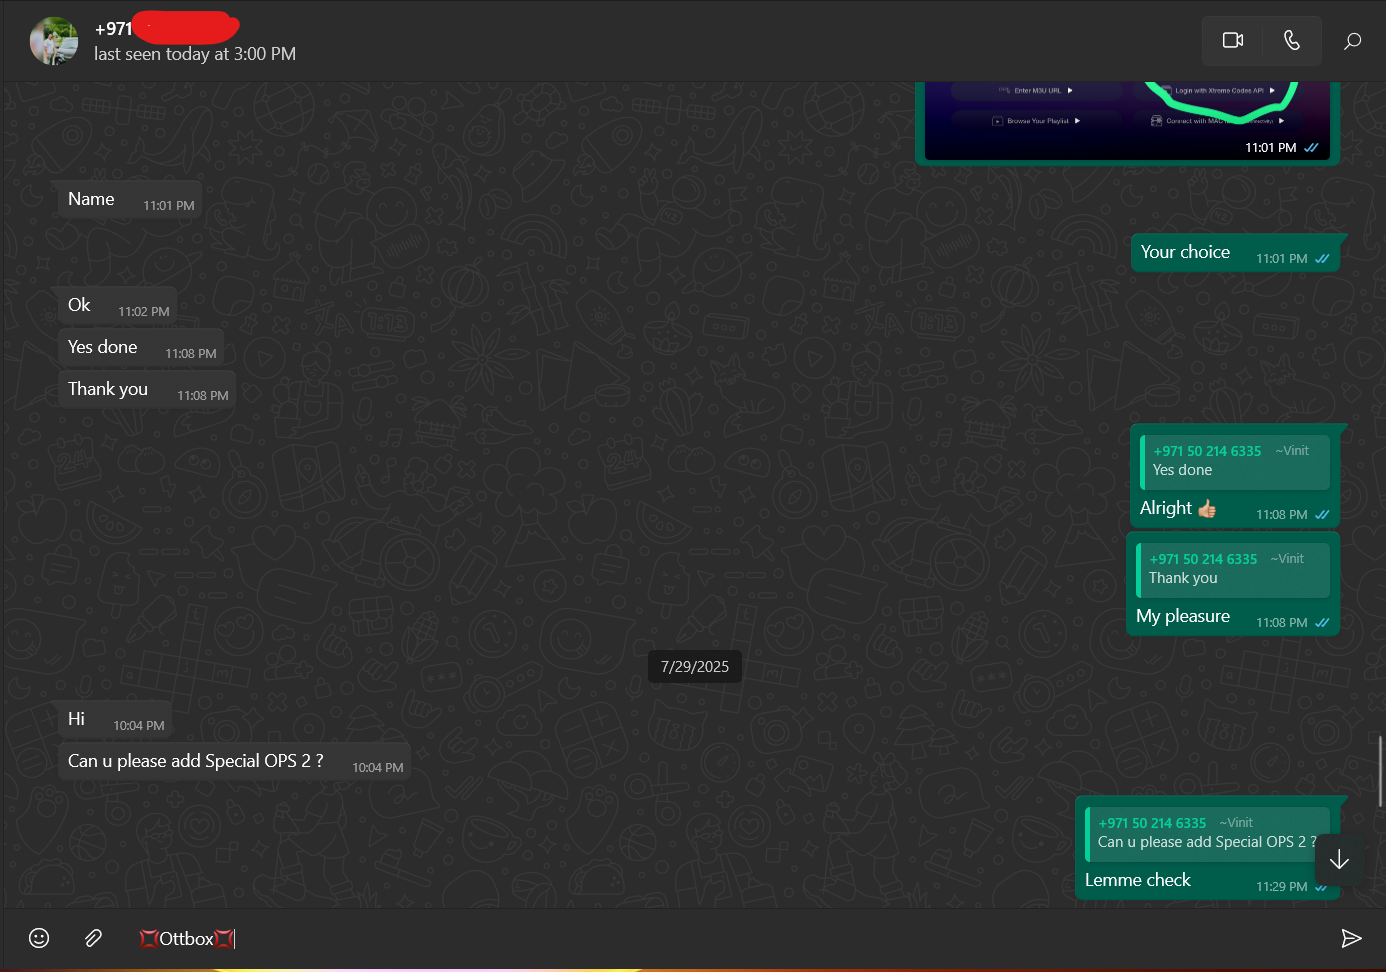 +971
last seen today at 3:00 PM
Enter M3U URL
Login with Xtreme Codes API
Browse Your Playlist
Connect with MAC
11:01 PM
Name 11:01 PM
Your choice 11:01 PM
Ok 11:02 PM
Yes done 11:08 PM
Thank you 11:08 PM
+971 50 214 6335 ~Vinit
Yes done
Alright 👍🏼 11:08 PM
+971 50 214 6335 ~Vinit
Thank you
My pleasure 11:08 PM
7/29/2025
Hi 10:04 PM
Can u please add Special OPS 2 ? 10:04 PM
+971 50 214 6335 ~Vinit
Can u please add Special OPS 2 ?
Lemme check 11:29 PM
💢Ottbox💢